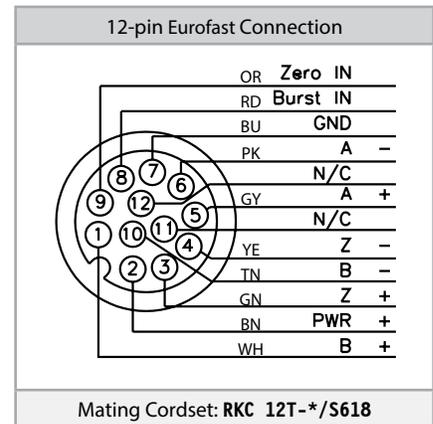 12-pin Eurofast Connection
OR Zero IN
RD Burst IN
BU GND
PK A -
N/C
GY A +
N/C
YE Z -
TN B -
GN Z +
BN PWR +
WH B +
8 7 6
9 12 5
1 10 11 4
2 3
Mating Cordset: RKC 12T-*/S618